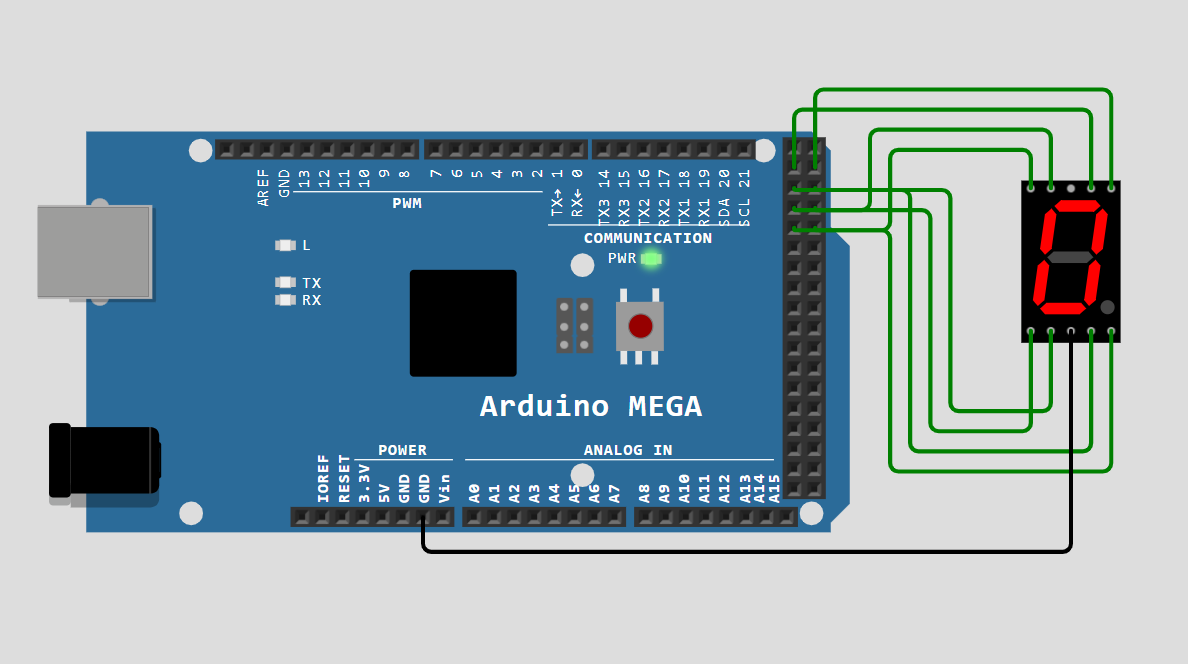 AREF
GND
13
12
11
10
9
8
7
6
5
4
3
2
TX→ 1
RX← 0
TX3 14
RX3 15
TX2 16
RX2 17
TX1 18
RX1 19
SDA 20
SCL 21
PWM
COMMUNICATION
L
PWR
TX
RX
Arduino MEGA
POWER
ANALOG IN
IOREF
RESET
3.3V
5V
GND
GND
Vin
A0
A1
A2
A3
A4
A5
A6
A7
A8
A9
A10
A11
A12
A13
A14
A15
0